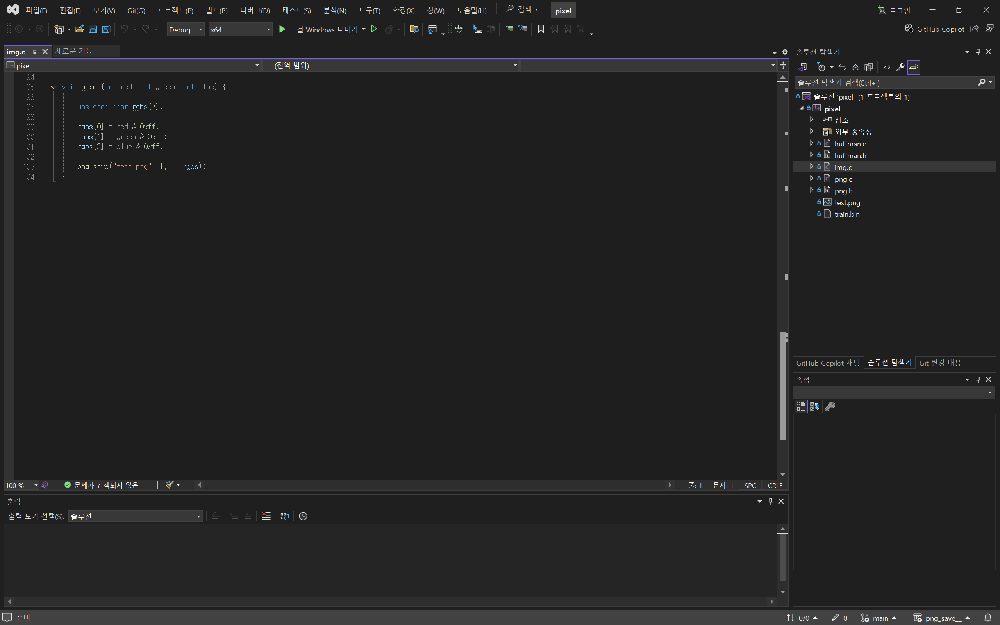 파일(F) 편집(E) 보기(V) Git(G) 프로젝트(P) 빌드(B) 디버그(D) 테스트(S) 분석(N) 도구(T) 확장(X) 창(W) 도움말(H) 검색 pixel 로그인
Debug x64 로컬 Windows 디버거 abc GitHub Copilot
img.c 새로운 기능
pixel (전역 범위)
94
95 void pixel(int red, int green, int blue) {
96
97 unsigned char rgbs[3];
98
99 rgbs[0] = red & 0xff;
100 rgbs[1] = green & 0xff;
101 rgbs[2] = blue & 0xff;
102
103 png_save("test.png", 1, 1, rgbs);
104 }
100 % 문제가 검색되지 않음 줄: 1 문자: 1 SPC CRLF
출력
출력 보기 선택(S): 솔루션
솔루션 탐색기
솔루션 탐색기 검색(Ctrl+;)
솔루션 'pixel' (1 프로젝트의 1)
pixel
참조
외부 종속성
huffman.c
huffman.h
img.c
png.c
png.h
test.png
train.bin
GitHub Copilot 채팅 솔루션 탐색기 Git 변경 내용
속성
준비 0/0 0 main png_save__